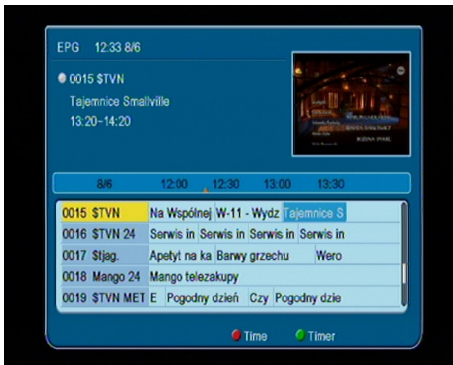 EPG 12:33 8/6
0015 $TVN
Tajemnice Smallville
13:20~14:20
8/6 12:00 12:30 13:00 13:30
0015 $TVN Na Wspólnej W-11 - Wydz Tajemnice S
0016 $TVN 24 Serwis in Serwis in Serwis in Serwis in
0017 $tjag. Apetyt na ka Barwy grzechu Wero
0018 Mango 24 Mango telezakupy
0019 $TVN MET E Pogodny dzień Czy Pogodny dzie
Time Timer